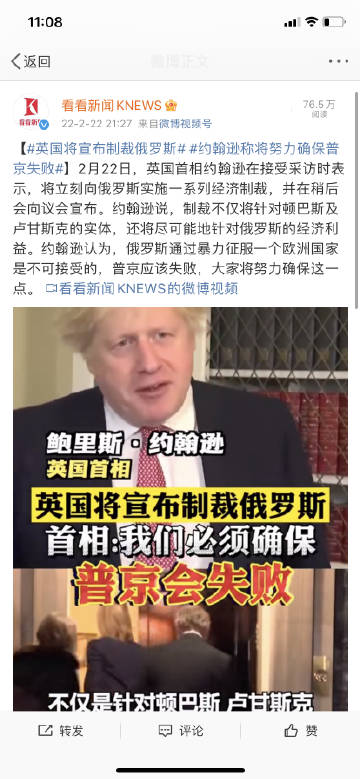 11:08
返回
微博正文
看看新闻KNEWS
22-2-22 21:27 来自微博视频号
76.5万
阅读
【#英国将宣布制裁俄罗斯# #约翰逊称将努力确保普
京失败#】2月22日，英国首相约翰逊在接受采访时表
示，将立刻向俄罗斯实施一系列经济制裁，并在稍后
会向议会宣布。约翰逊说，制裁不仅将针对顿巴斯及
卢甘斯克的实体，还将尽可能地针对俄罗斯的经济利
益。约翰逊认为，俄罗斯通过暴力征服一个欧洲国家
是不可接受的，普京应该失败，大家将努力确保这一
点。看看新闻KNEWS的微博视频
鲍里斯·约翰逊
英国首相
英国将宣布制裁俄罗斯
首相:我们必须确保
普京会失败
不仅是针对顿巴斯 卢甘斯克
转发
评论
赞